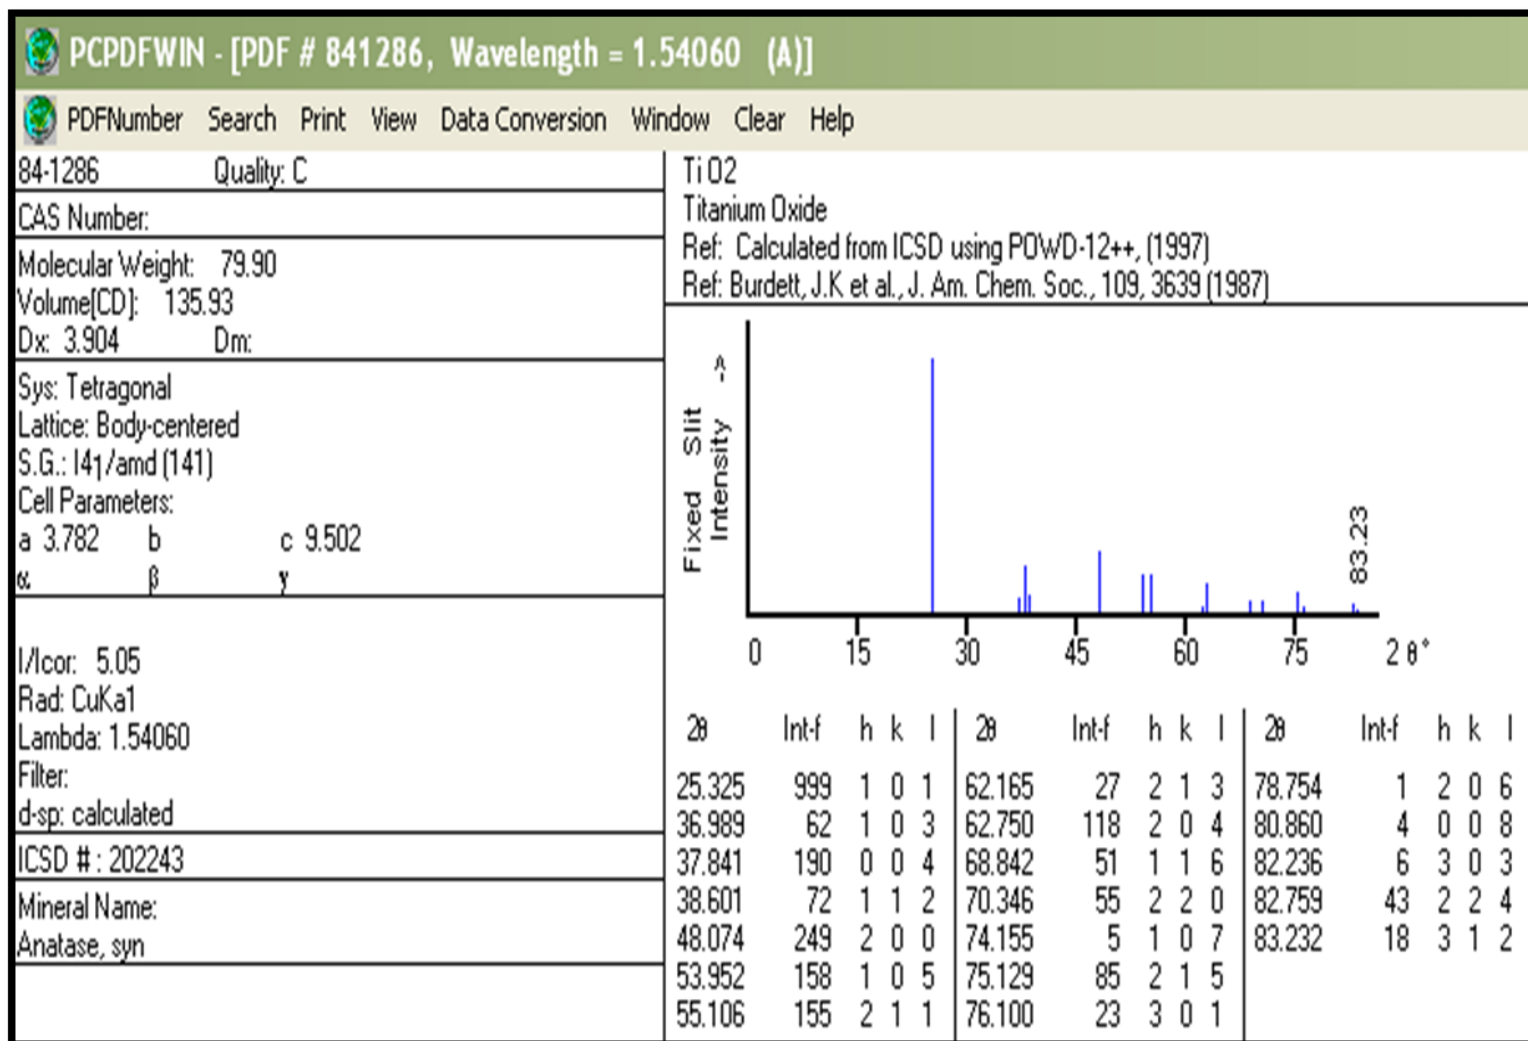 PCPDFWIN - [PDF # 841286, Wavelength = 1.54060 (A)]
PDFNumber Search Print View Data Conversion Window Clear Help
84-1286 Quality: C
CAS Number:
Molecular Weight: 79.90
Volume[CD]: 135.93
Dx: 3.904 Dm:
Sys: Tetragonal
Lattice: Body-centered
S.G.: I41/amd (141)
Cell Parameters:
a 3.782 b c 9.502
α β γ
I/Icor: 5.05
Rad: CuKa1
Lambda: 1.54060
Filter:
d-sp: calculated
ICSD # : 202243
Mineral Name:
Anatase, syn
Ti O2
Titanium Oxide
Ref: Calculated from ICSD using POWD-12++, (1997)
Ref: Burdett, J.K et al., J. Am. Chem. Soc., 109, 3639 (1987)
Fixed Slit
Intensity ->
83.23
0 15 30 45 60 75 2 θ °
2θ Int-f h k l 2θ Int-f h k l 2θ Int-f h k l
25.325 999 1 0 1 62.165 27 2 1 3 78.754 1 2 0 6
36.989 62 1 0 3 62.750 118 2 0 4 80.860 4 0 0 8
37.841 190 0 0 4 68.842 51 1 1 6 82.236 6 3 0 3
38.601 72 1 1 2 70.346 55 2 2 0 82.759 43 2 2 4
48.074 249 2 0 0 74.155 5 1 0 7 83.232 18 3 1 2
53.952 158 1 0 5 75.129 85 2 1 5
55.106 155 2 1 1 76.100 23 3 0 1